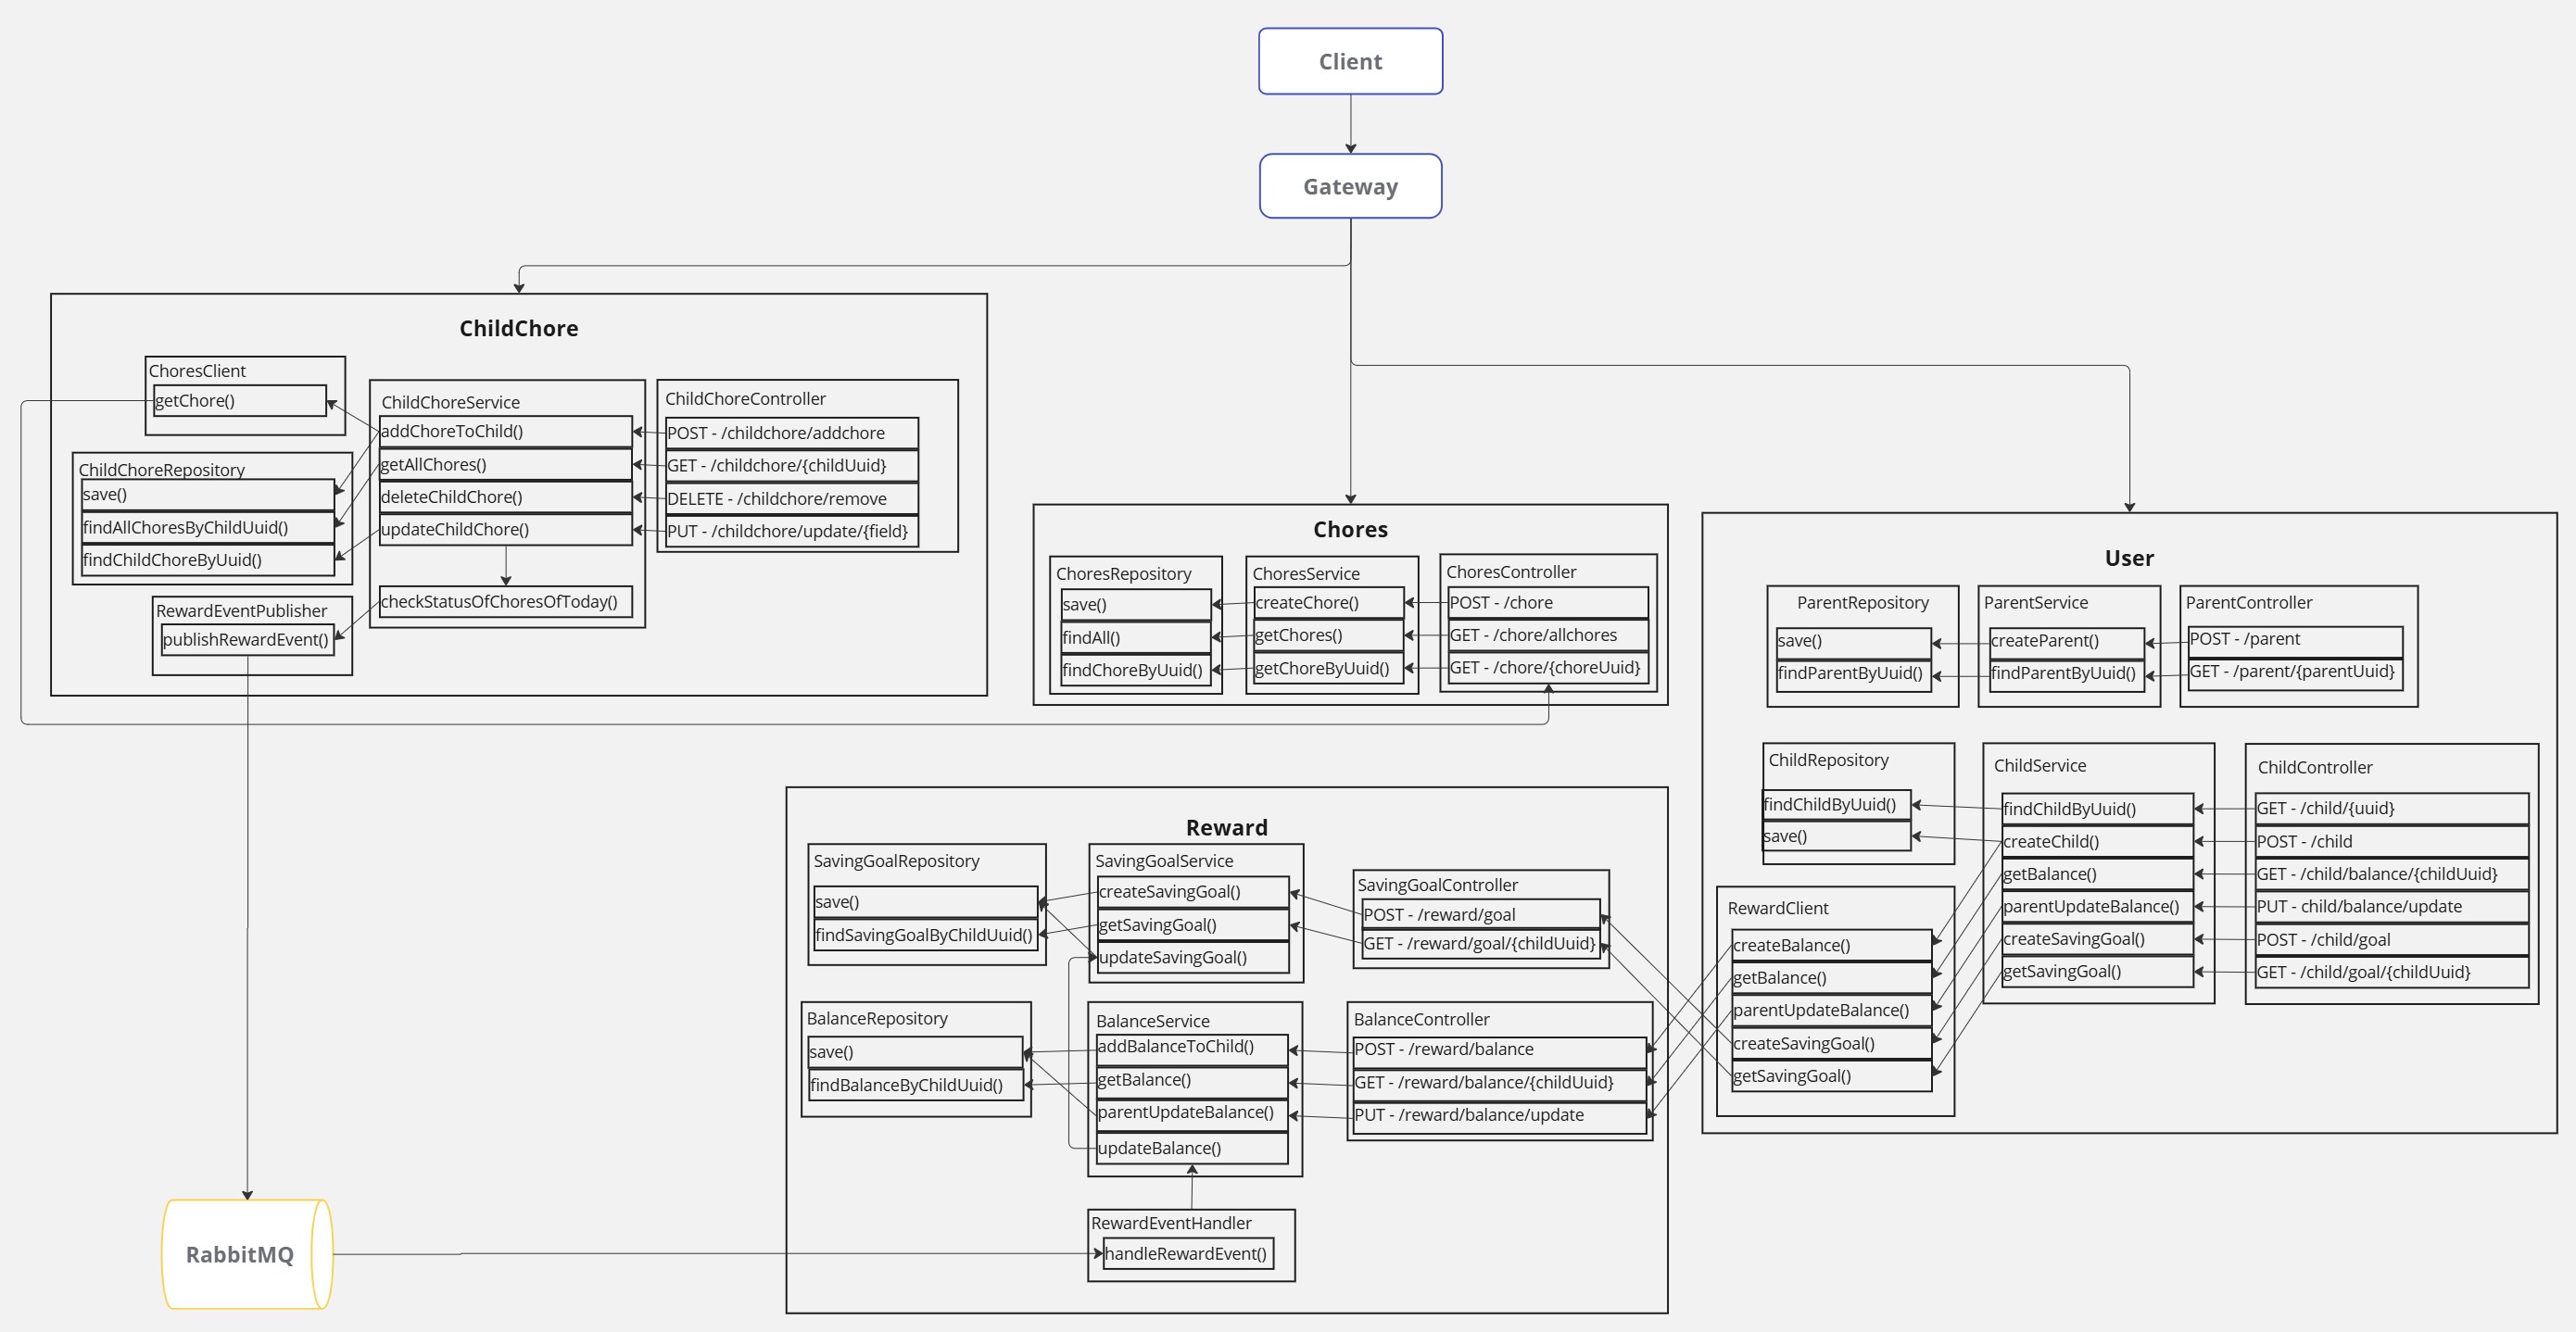 Client
Gateway
ChildChore
ChoresClient
getChore()
ChildChoreRepository
save()
findAllChoresByChildUuid()
findChildChoreByUuid()
RewardEventPublisher
publishRewardEvent()
ChildChoreService
addChoreToChild()
getAllChores()
deleteChildChore()
updateChildChore()
checkStatusOfChoresOfToday()
ChildChoreController
POST - /childchore/addchore
GET - /childchore/{childUuid}
DELETE - /childchore/remove
PUT - /childchore/update/{field}
Chores
ChoresRepository
save()
findAll()
findChoreByUuid()
ChoresService
createChore()
getChores()
getChoreByUuid()
ChoresController
POST - /chore
GET - /chore/allchores
GET - /chore/{choreUuid}
User
ParentRepository
save()
findParentByUuid()
ParentService
createParent()
findParentByUuid()
ParentController
POST - /parent
GET - /parent/{parentUuid}
ChildRepository
findChildByUuid()
save()
ChildService
findChildByUuid()
createChild()
getBalance()
parentUpdateBalance()
createSavingGoal()
getSavingGoal()
ChildController
GET - /child/{uuid}
POST - /child
GET - /child/balance/{childUuid}
PUT - child/balance/update
POST - /child/goal
GET - /child/goal/{childUuid}
RewardClient
createBalance()
getBalance()
parentUpdateBalance()
createSavingGoal()
getSavingGoal()
Reward
SavingGoalRepository
save()
findSavingGoalByChildUuid()
SavingGoalService
createSavingGoal()
getSavingGoal()
updateSavingGoal()
SavingGoalController
POST - /reward/goal
GET - /reward/goal/{childUuid}
BalanceRepository
save()
findBalanceByChildUuid()
BalanceService
addBalanceToChild()
getBalance()
parentUpdateBalance()
updateBalance()
BalanceController
POST - /reward/balance
GET - /reward/balance/{childUuid}
PUT - /reward/balance/update
RewardEventHandler
handleRewardEvent()
RabbitMQ